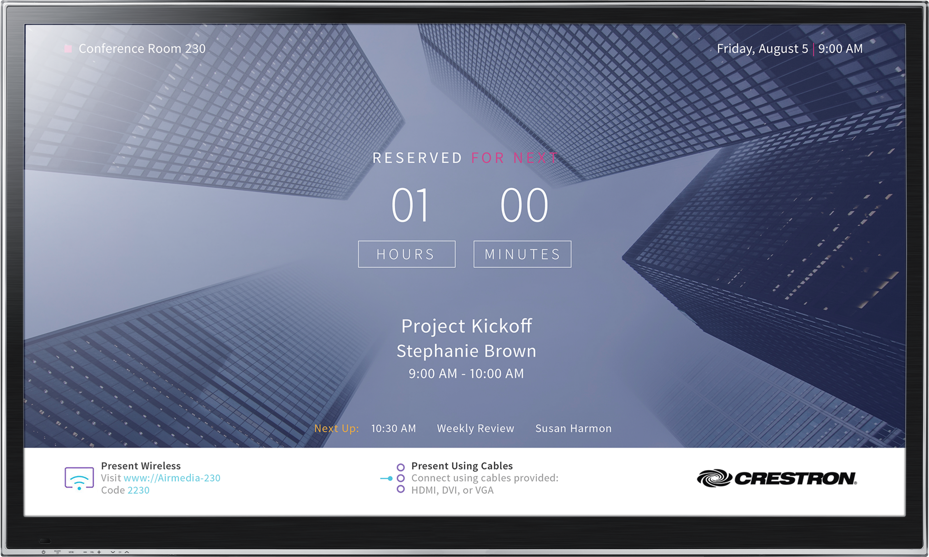 Conference Room 230
Friday, August 5 | 9:00 AM
RESERVED FOR NEXT
01 00
HOURS MINUTES
Project Kickoff
Stephanie Brown
9:00 AM - 10:00 AM
Next Up: 10:30 AM Weekly Review Susan Harmon
Present Wireless
Visit www://Airmedia-230
Code 2230
Present Using Cables
Connect using cables provided:
HDMI, DVI, or VGA
CRESTRON®